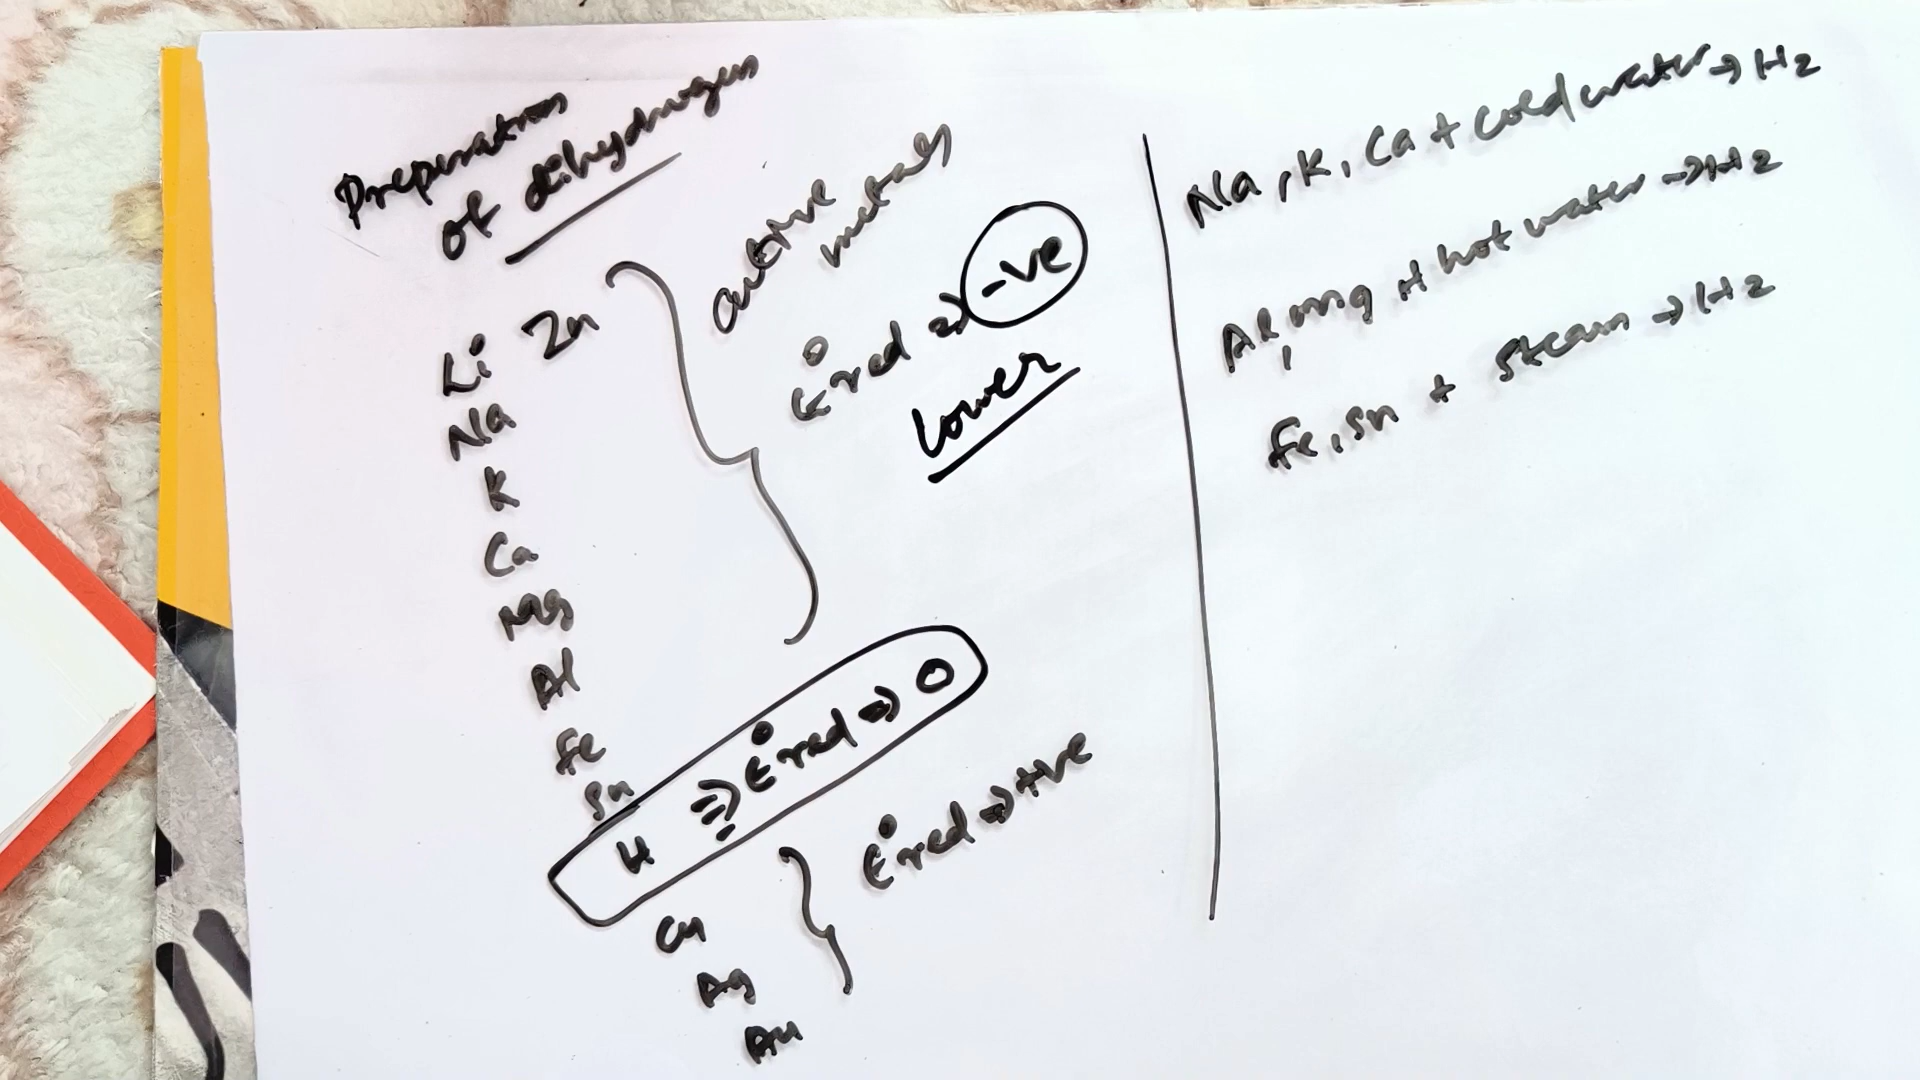 Preperation
of dihydrogen
Li Zn
Na
K
Ca
Mg
Al
Fe
Sn
active
metals
E°red ⇒ -ve
lower
H ⇒ E°red ⇒ 0
Cu
Ag
Au
E°red ⇒ +ve
Na, K, Ca + cold water → H2
Al, Mg + hot water → H2
Fe, Sn + steam → H2